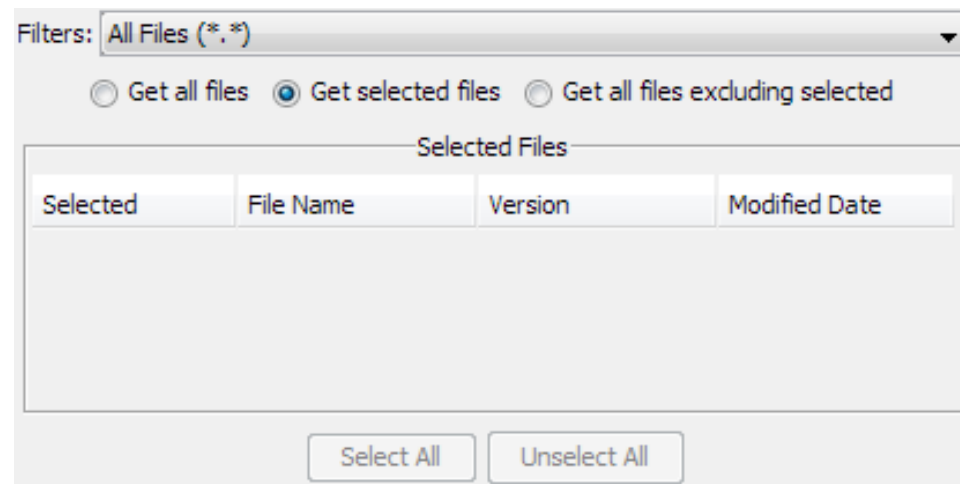 Filters: All Files (*.*)
Get all files Get selected files Get all files excluding selected
Selected Files
Selected File Name Version Modified Date
Select All Unselect All